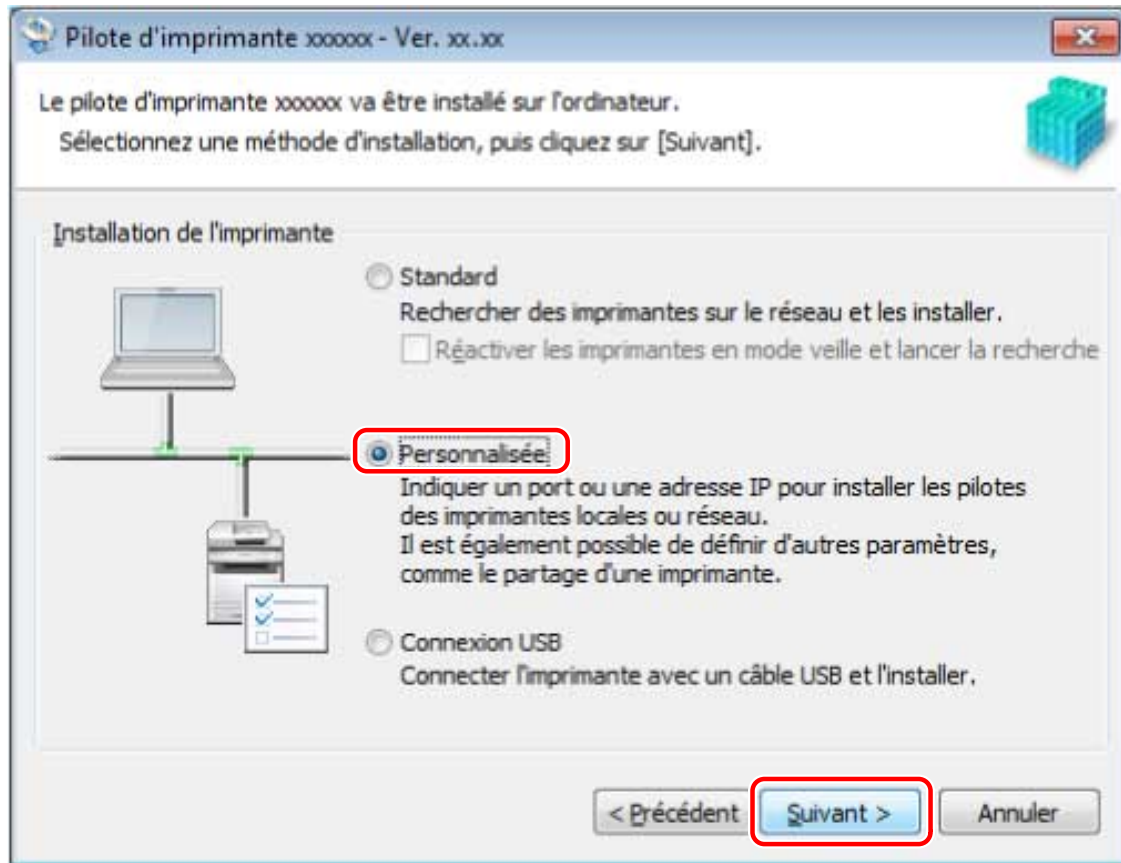 Pilote d'imprimante xxxxxx - Ver. xx.xx
Le pilote d'imprimante xxxxxx va être installé sur l'ordinateur.
Sélectionnez une méthode d'installation, puis cliquez sur [Suivant].
Installation de l'imprimante
Standard
Rechercher des imprimantes sur le réseau et les installer.
Réactiver les imprimantes en mode veille et lancer la recherche
Personnalisée
Indiquer un port ou une adresse IP pour installer les pilotes
des imprimantes locales ou réseau.
Il est également possible de définir d'autres paramètres,
comme le partage d'une imprimante.
Connexion USB
Connecter l'imprimante avec un câble USB et l'installer.
< Précédent
Suivant >
Annuler